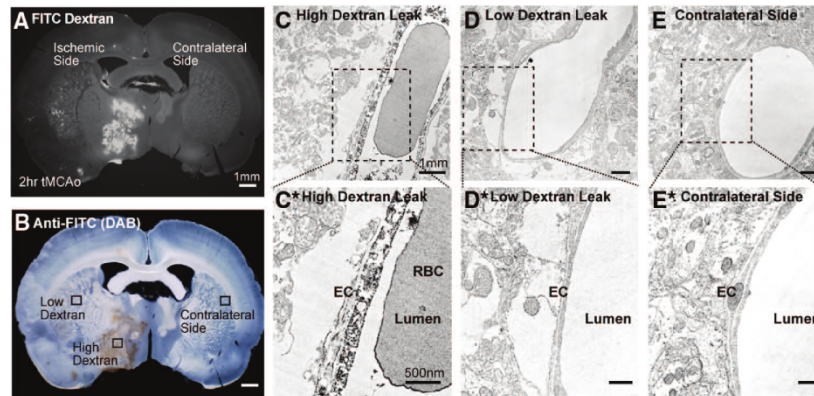 A FITC Dextran
Ischemic
Side
Contralateral
Side
2hr tMCAo
1mm
B Anti-FITC (DAB)
Low
Dextran
High
Dextran
Contralateral
Side
C High Dextran Leak
1mm
D Low Dextran Leak
E Contralateral Side
C* High Dextran Leak
EC
RBC
Lumen
500nm
D* Low Dextran Leak
EC
Lumen
E* Contralateral Side
EC
Lumen